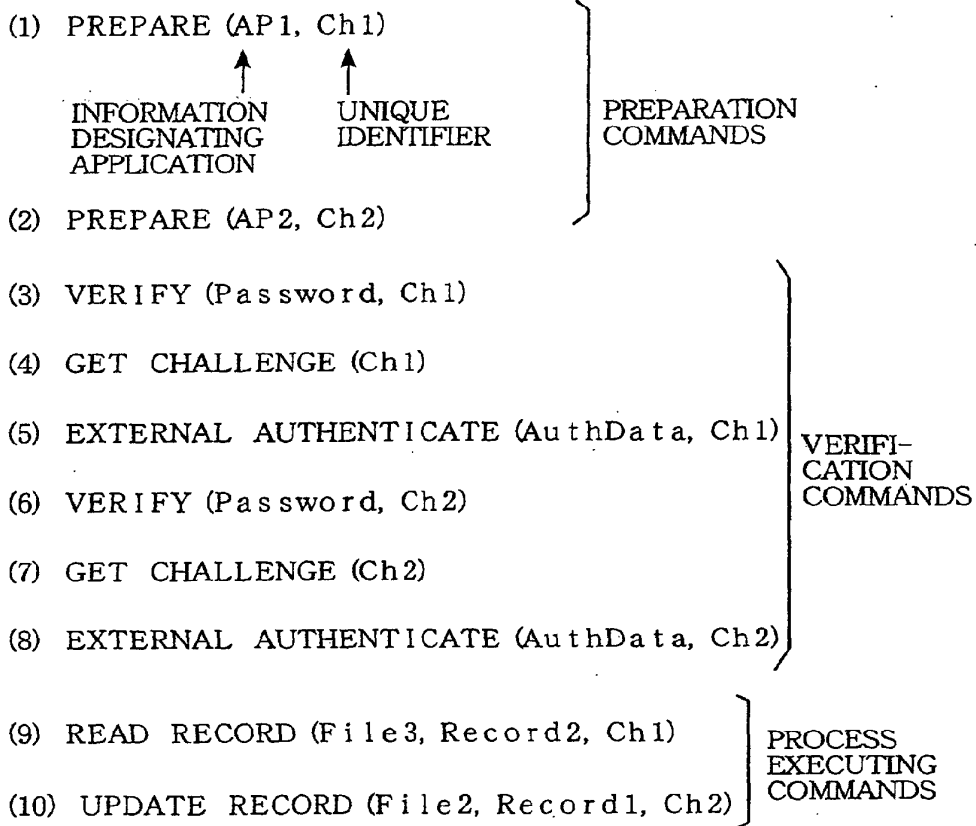 (1) PREPARE (AP1, Ch1)
INFORMATION DESIGNATING APPLICATION
UNIQUE IDENTIFIER
PREPARATION COMMANDS
(2) PREPARE (AP2, Ch2)
(3) VERIFY (Password, Ch1)
(4) GET CHALLENGE (Ch1)
(5) EXTERNAL AUTHENTICATE (AuthData, Ch1)
(6) VERIFY (Password, Ch2)
(7) GET CHALLENGE (Ch2)
(8) EXTERNAL AUTHENTICATE (AuthData, Ch2)
VERIFI-
CATION
COMMANDS
(9) READ RECORD (File3, Record2, Ch1)
(10) UPDATE RECORD (File2, Record1, Ch2)
PROCESS
EXECUTING
COMMANDS